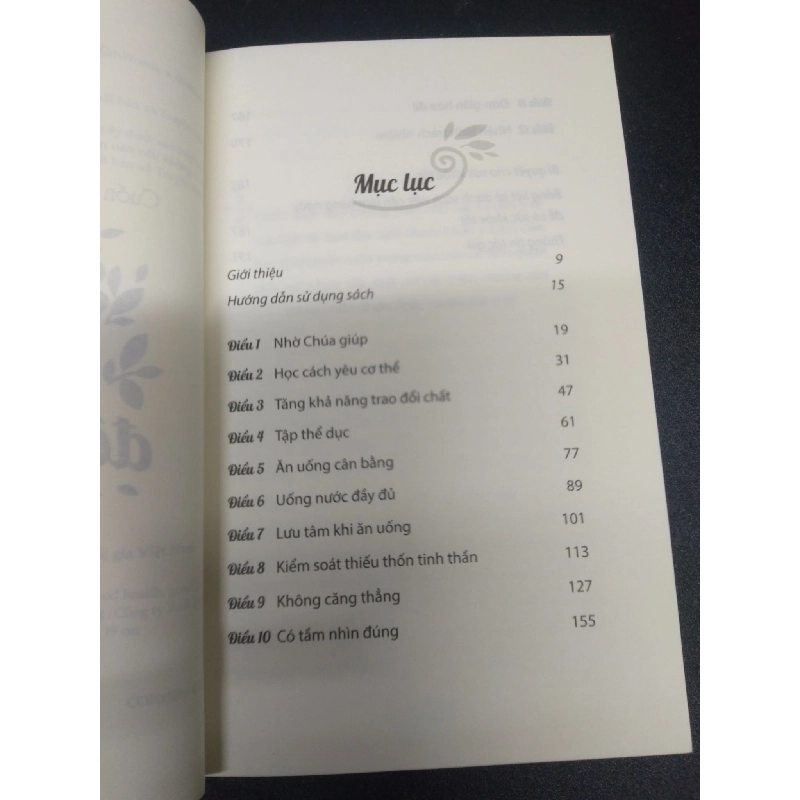 Mục lục
Giới thiệu 9
Hướng dẫn sử dụng sách 15
Điều 1 Nhờ Chúa giúp 19
Điều 2 Học cách yêu cơ thể 31
Điều 3 Tăng khả năng trao đổi chất 47
Điều 4 Tập thể dục 61
Điều 5 Ăn uống cân bằng 77
Điều 6 Uống nước đầy đủ 89
Điều 7 Lưu tâm khi ăn uống 101
Điều 8 Kiểm soát thiếu thốn tinh thần 113
Điều 9 Không căng thẳng 127
Điều 10 Có tầm nhìn đúng 155